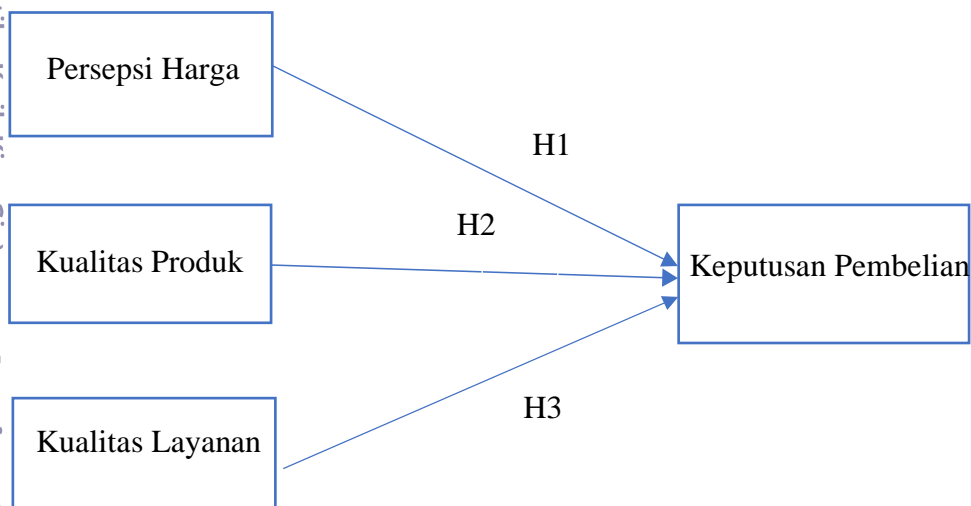 Persepsi Harga
H1
H2
Kualitas Produk
Keputusan Pembelian
H3
Kualitas Layanan